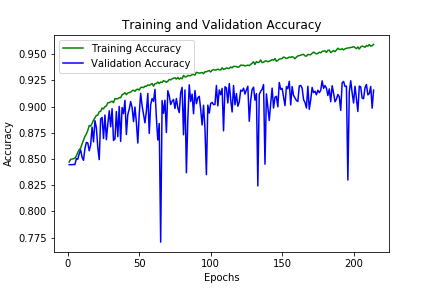 Training and Validation Accuracy
Training Accuracy
Validation Accuracy
0.950
0.925
0.900
0.875
0.850
0.825
0.800
0.775
Accuracy
0
50
100
150
200
Epochs